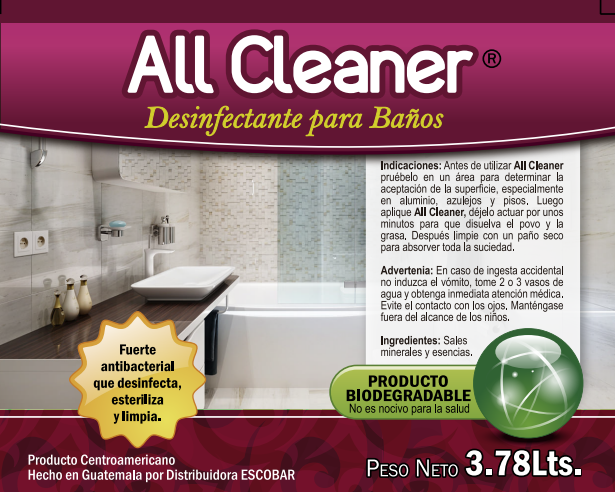 All Cleaner ®
Desinfectante para Baños
Indicaciones: Antes de utilizar All Cleaner
pruébelo en un área para determinar la
aceptación de la superficie, especialmente
en aluminio, azulejos y pisos. Luego
aplique All Cleaner, déjelo actuar por unos
minutos para que disuelva el povo y la
grasa. Después limpie con un paño seco
para absorver toda la suciedad.
Advertenia: En caso de ingesta accidental
no induzca el vómito, tome 2 o 3 vasos de
agua y obtenga inmediata atención médica.
Evite el contacto con los ojos, Manténgase
fuera del alcance de los niños.
Ingredientes: Sales
minerales y esencias.
Fuerte
antibacterial
que desinfecta,
esteriliza
y limpia.
PRODUCTO
BIODEGRADABLE
No es nocivo para la salud
Producto Centroamericano
Hecho en Guatemala por Distribuidora ESCOBAR
PESO NETO 3.78Lts.